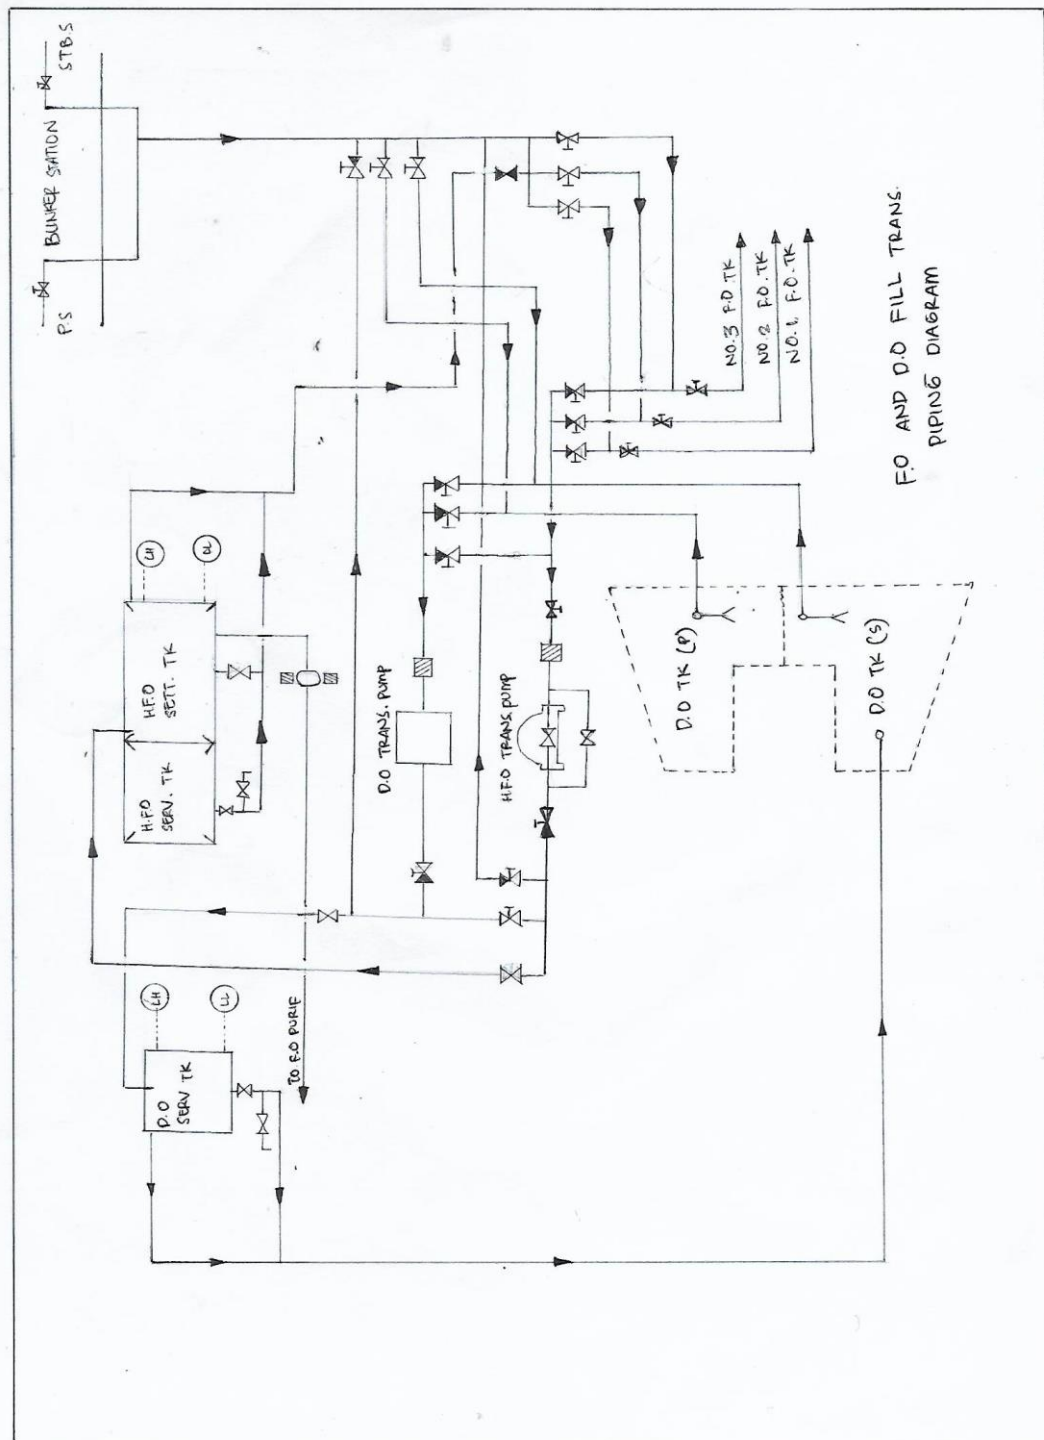 STB.S
BUNKER STATION
P.S
NO.3 F.O.TK
NO.2 F.O.TK
NO.1, F.O.TK
F.O AND D.O FILL TRANS.
PIPING DIAGRAM
LH
H.F.O
SETT. TK
H.F.O
SERV. TK
D.O TRANS. PUMP
H.F.O TRANS. PUMP
D.O TK (P)
D.O TK (S)
LH
LL
D.O
SERV TK
TO F.O PURIF